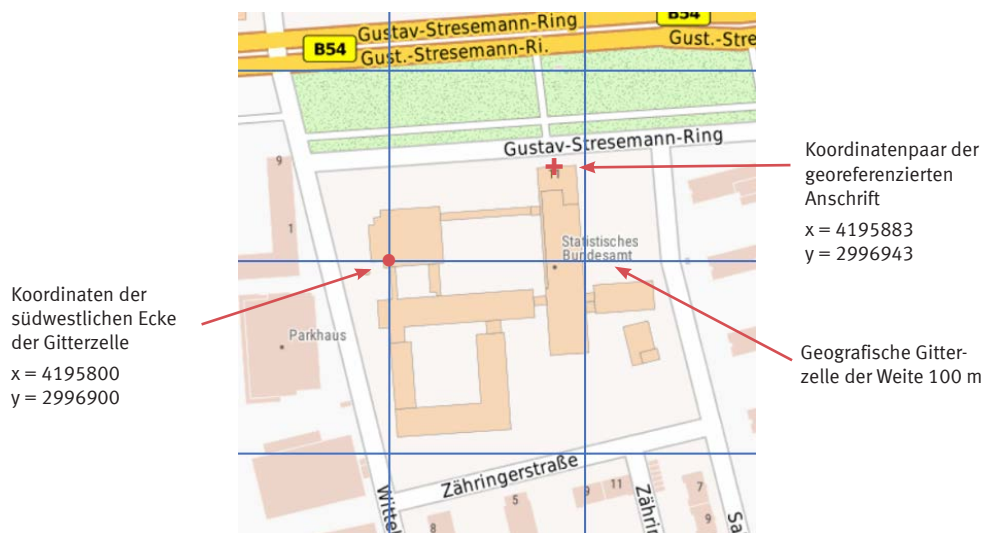 Gustav-Stresemann-Ring
B54
B54
Gust.-Stresemann-Ri.
Gust.-Stre
Gustav-Stresemann-Ring
9
1
Statistisches
Bundesamt
Parkhaus
Zähringerstraße
Wittel
Zähri
Sa
5
8
9
11
7
9
Koordinatenpaar der
georeferenzierten
Anschrift
x = 4195883
y = 2996943
Koordinaten der
südwestlichen Ecke
der Gitterzelle
x = 4195800
y = 2996900
Geografische Gitter-
zelle der Weite 100 m